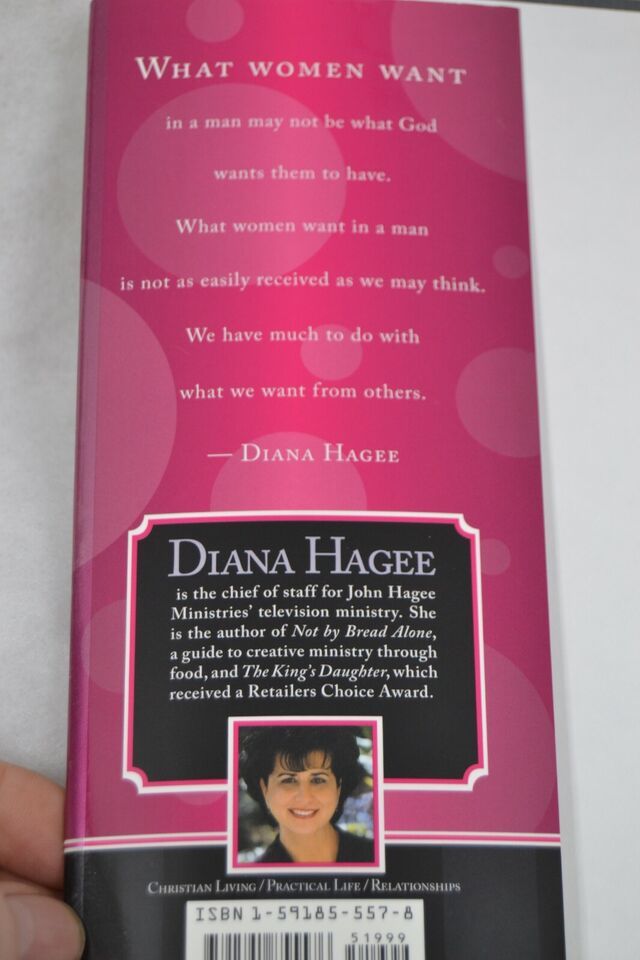 WHAT WOMEN WANT
in a man may not be what God
wants them to have.
What women want in a man
is not as easily received as we may think.
We have much to do with
what we want from others.
— DIANA HAGEE
DIANA HAGEE
is the chief of staff for John Hagee
Ministries' television ministry. She
is the author of Not by Bread Alone,
a guide to creative ministry through
food, and The King's Daughter, which
received a Retailers Choice Award.
CHRISTIAN LIVING / PRACTICAL LIFE / RELATIONSHIPS
ISBN 1-59185-557-8
51999